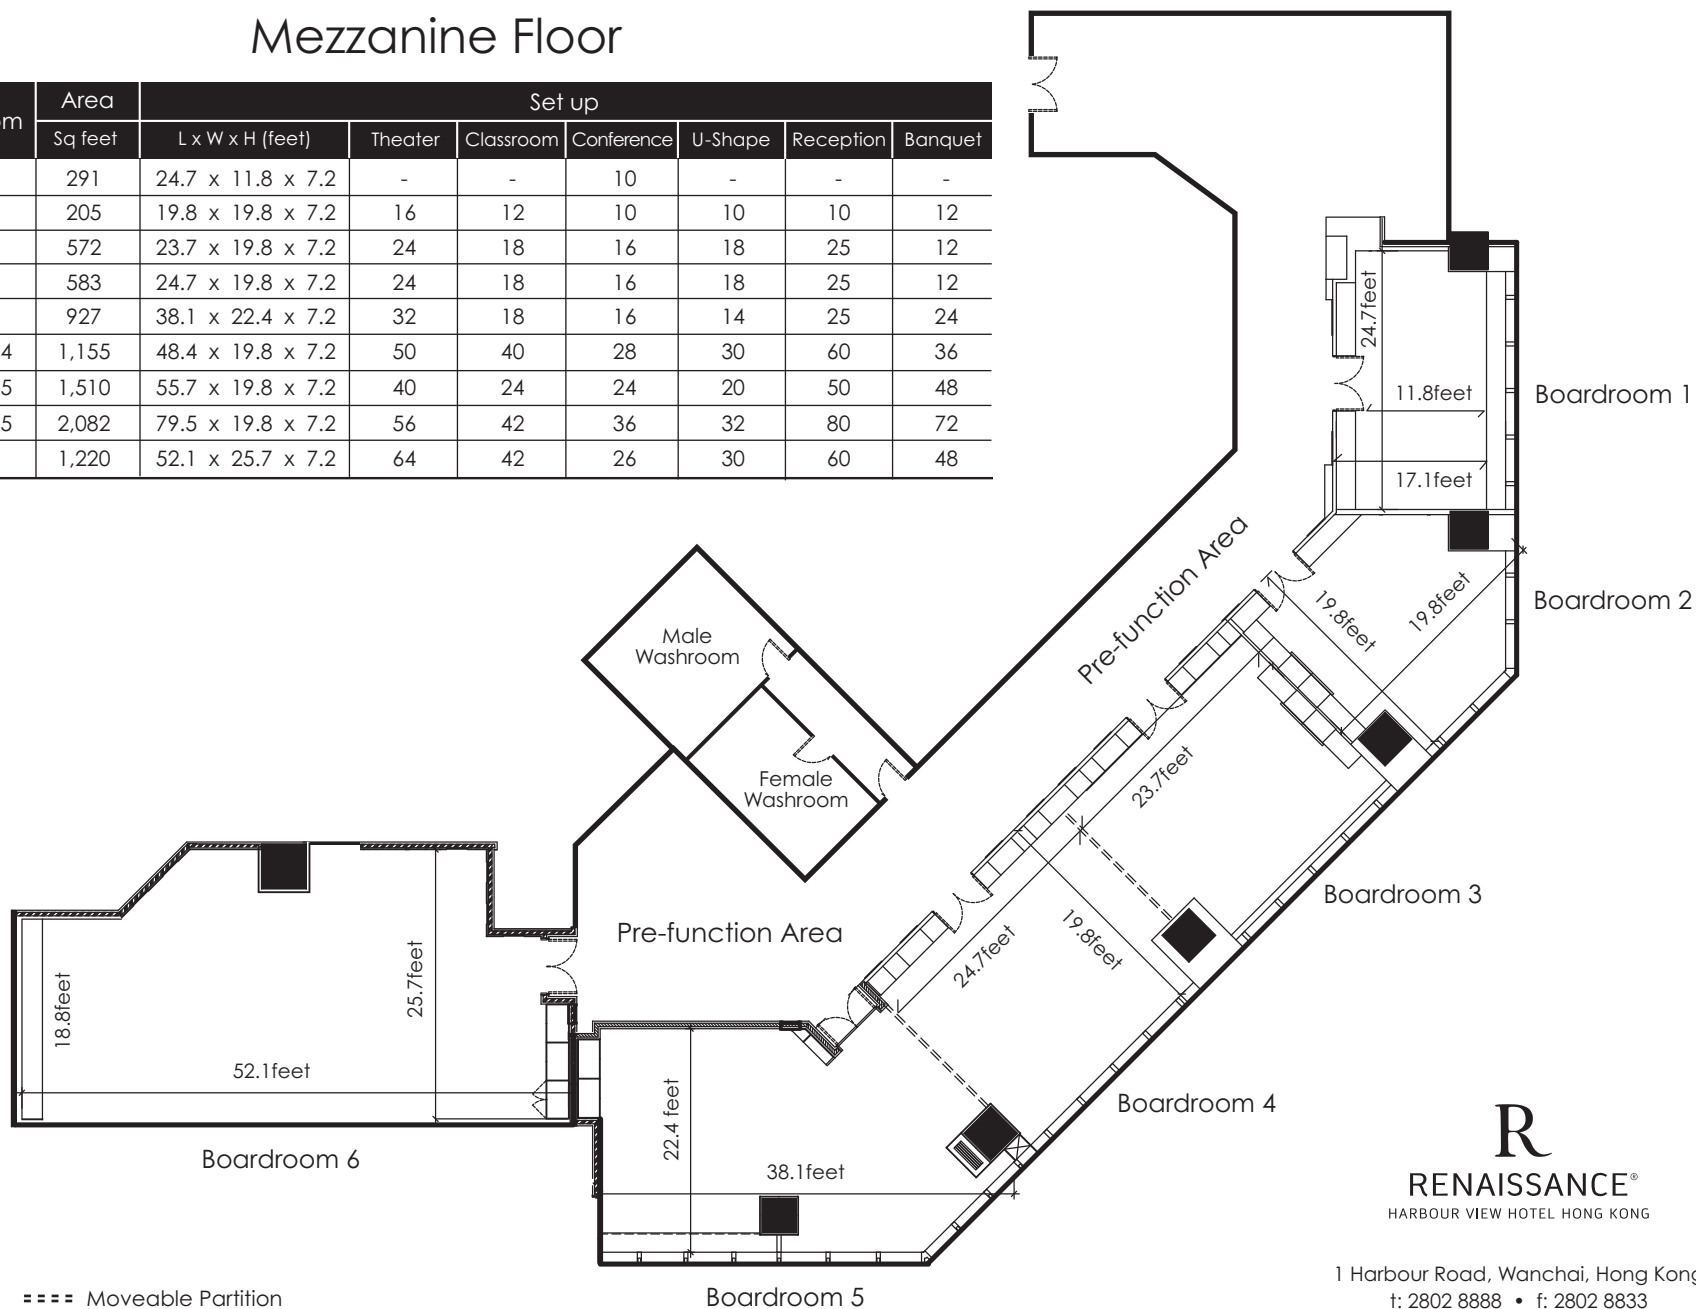 Mezzanine Floor
om Area Set up
Sq feet L x W x H (feet) Theater Classroom Conference U-Shape Reception Banquet
291 24.7 x 11.8 x 7.2 - - 10 - - -
205 19.8 x 19.8 x 7.2 16 12 10 10 10 12
572 23.7 x 19.8 x 7.2 24 18 16 18 25 12
583 24.7 x 19.8 x 7.2 24 18 16 18 25 12
927 38.1 x 22.4 x 7.2 32 18 16 14 25 24
4 1,155 48.4 x 19.8 x 7.2 50 40 28 30 60 36
5 1,510 55.7 x 19.8 x 7.2 40 24 24 20 50 48
5 2,082 79.5 x 19.8 x 7.2 56 42 36 32 80 72
1,220 52.1 x 25.7 x 7.2 64 42 26 30 60 48
24.7feet
11.8feet
Boardroom 1
17.1feet
Pre-function Area
19.8feet
19.8feet
Boardroom 2
Male
Washroom
Female
Washroom
23.7feet
Boardroom 3
Pre-function Area
19.8feet
24.7feet
Boardroom 4
18.8feet
25.7feet
52.1feet
Boardroom 6
22.4 feet
38.1feet
Boardroom 5
==== Moveable Partition
R
RENAISSANCE®
HARBOUR VIEW HOTEL HONG KONG
1 Harbour Road, Wanchai, Hong Kong
t: 2802 8888 • f: 2802 8833